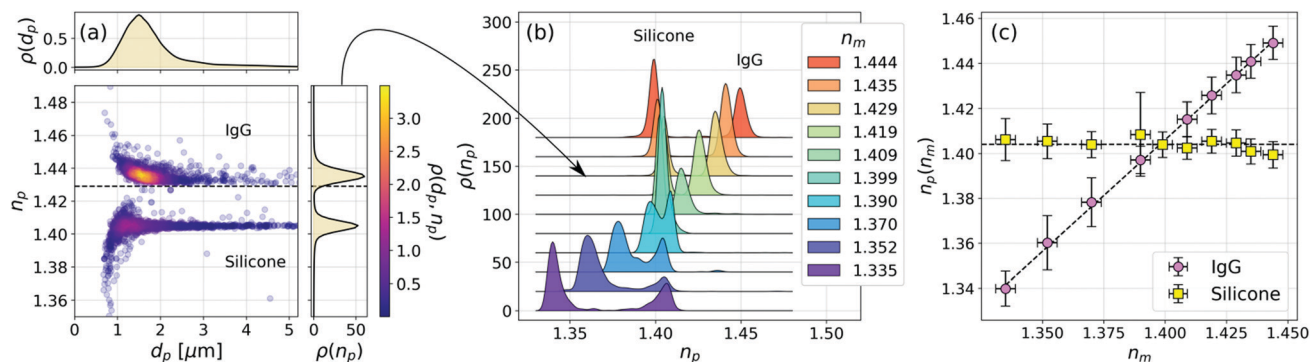 (a)
ρ(d_p)
0.5
0.0
1.48
1.46
1.44
1.42
1.40
1.38
1.36
n_p
IgG
Silicone
0 1 2 3 4 5
d_p [µm]
0 50
ρ(n_p)
3.5
3.0
2.5
2.0
1.5
1.0
0.5
ρ(d_p, n_p)
(b)
Silicone
IgG
300
250
200
150
100
50
0
ρ(n_p)
1.35 1.40 1.45 1.50
n_p
n_m
1.444
1.435
1.429
1.419
1.409
1.399
1.390
1.370
1.352
1.335
(c)
1.46
1.44
1.42
1.40
1.38
1.36
1.34
n_p(n_m)
IgG
Silicone
1.350 1.375 1.400 1.425 1.450
n_m